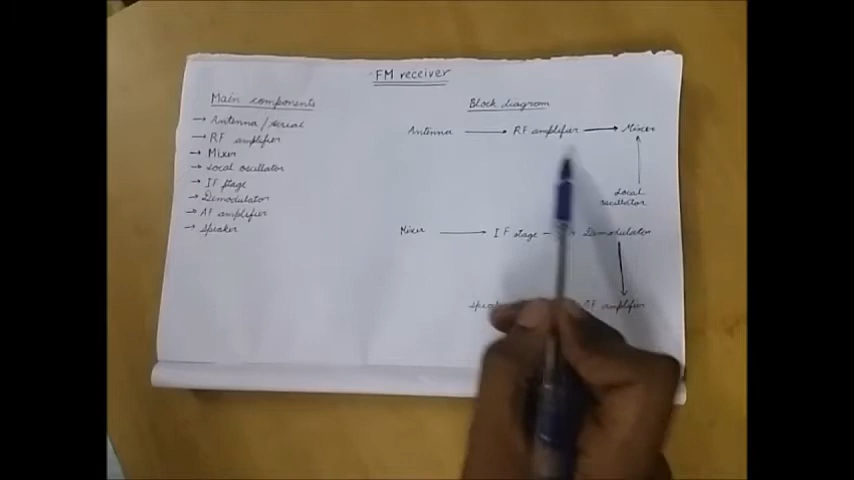 FM receiver
Main components
→ Antenna / aerial
→ RF amplifier
→ Mixer
→ Local oscillator
→ IF stage
→ Demodulator
→ AF amplifier
→ Speaker
Block diagram
Antenna → RF amplifier → Mixer
Local
oscillator
Mixer → IF stage → Demodulator
AF amplifier